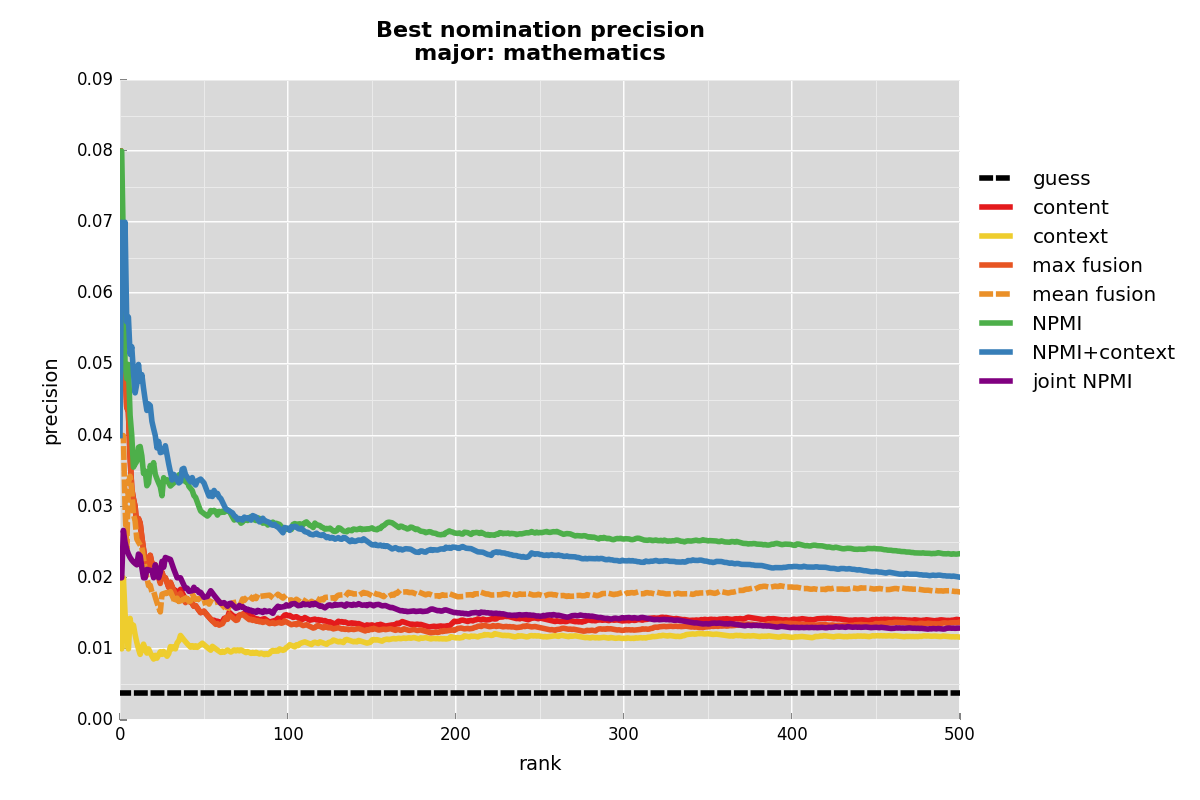 Best nomination precision
major: mathematics
0.09
0.08
0.07
0.06
0.05
0.04
0.03
0.02
0.01
0.00
precision
0
100
200
300
400
500
rank
guess
content
context
max fusion
mean fusion
NPMI
NPMI+context
joint NPMI